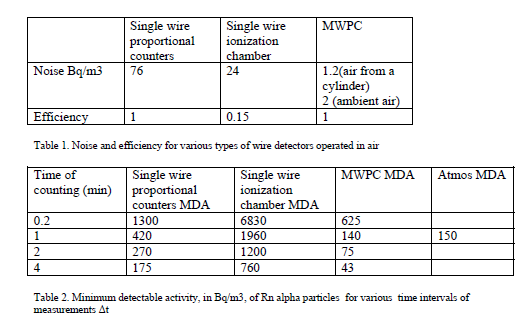 Single wire Single wire MWPC
proportional ionization
counters chamber
Noise Bq/m3 76 24 1.2(air from a
cylinder)
2 (ambient air)
Efficiency 1 0.15 1
Table 1. Noise and efficiency for various types of wire detectors operated in air
Time of Single wire Single wire MWPC MDA Atmos MDA
counting (min) proportional ionization
counters MDA chamber MDA
0.2 1300 6830 625
1 420 1960 140 150
2 270 1200 75
4 175 760 43
Table 2. Minimum detectable activity, in Bq/m3, of Rn alpha particles for various time intervals of
measurements Δt